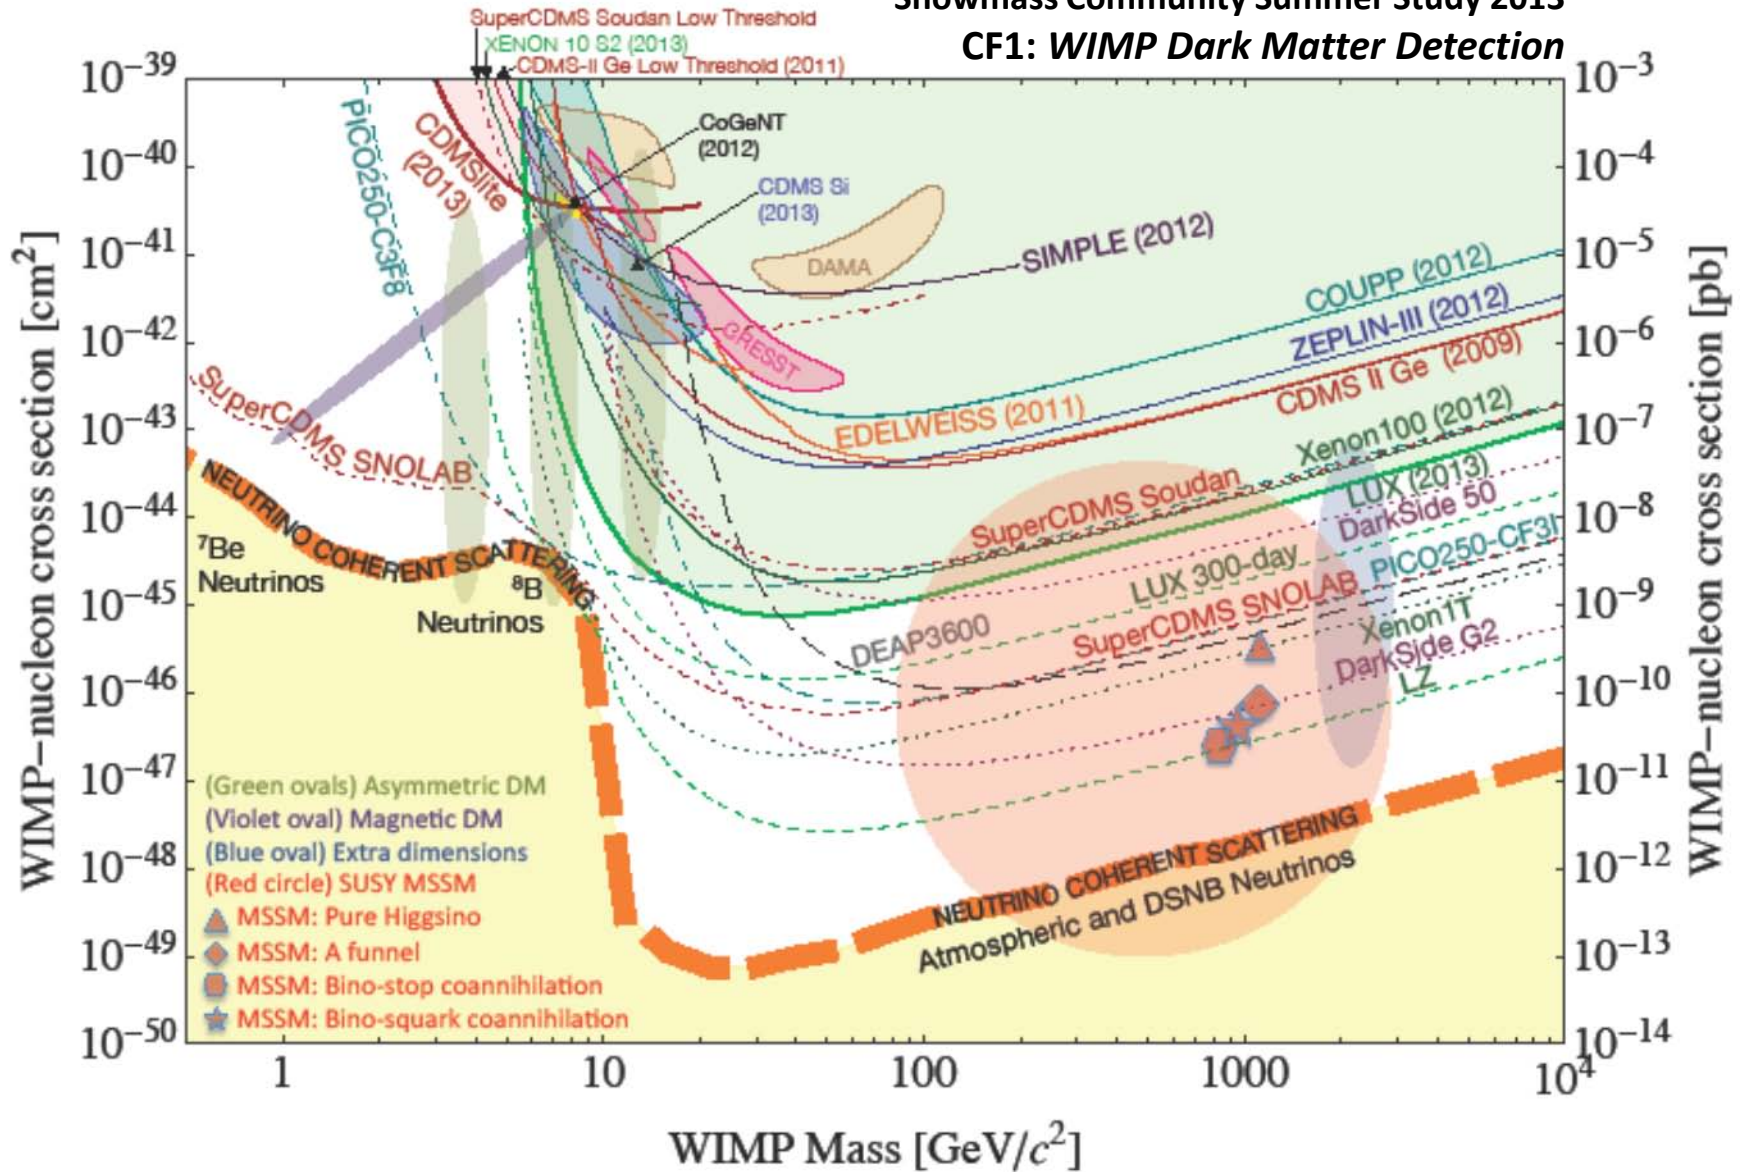 Snowmass Community Summer Study 2013
CF1: WIMP Dark Matter Detection
SuperCDMS Soudan Low Threshold
XENON 10 S2 (2013)
CDMS-II Ge Low Threshold (2011)
10−39
10−40
10−41
10−42
10−43
10−44
10−45
10−46
10−47
10−48
10−49
10−50
WIMP−nucleon cross section [cm2]
10−3
10−4
10−5
10−6
10−7
10−8
10−9
10−10
10−11
10−12
10−13
10−14
WIMP−nucleon cross section [pb]
PICO250-C3F8
CDMSlite
(2013)
CoGeNT
(2012)
CDMS Si
(2013)
DAMA
SIMPLE (2012)
COUPP (2012)
ZEPLIN-III (2012)
CDMS II Ge (2009)
CRESST
EDELWEISS (2011)
Xenon100 (2012)
SuperCDMS SNOLAB
NEUTRINO COHERENT SCATTERING
7Be
Neutrinos
8B
Neutrinos
SuperCDMS Soudan
LUX (2013)
DarkSide 50
PICO250-CF3I
LUX 300-day
SuperCDMS SNOLAB
DEAP3600
Xenon1T
DarkSide G2
LZ
NEUTRINO COHERENT SCATTERING
Atmospheric and DSNB Neutrinos
(Green ovals) Asymmetric DM
(Violet oval) Magnetic DM
(Blue oval) Extra dimensions
(Red circle) SUSY MSSM
MSSM: Pure Higgsino
MSSM: A funnel
MSSM: Bino-stop coannihilation
MSSM: Bino-squark coannihilation
1
10
100
1000
104
WIMP Mass [GeV/c2]